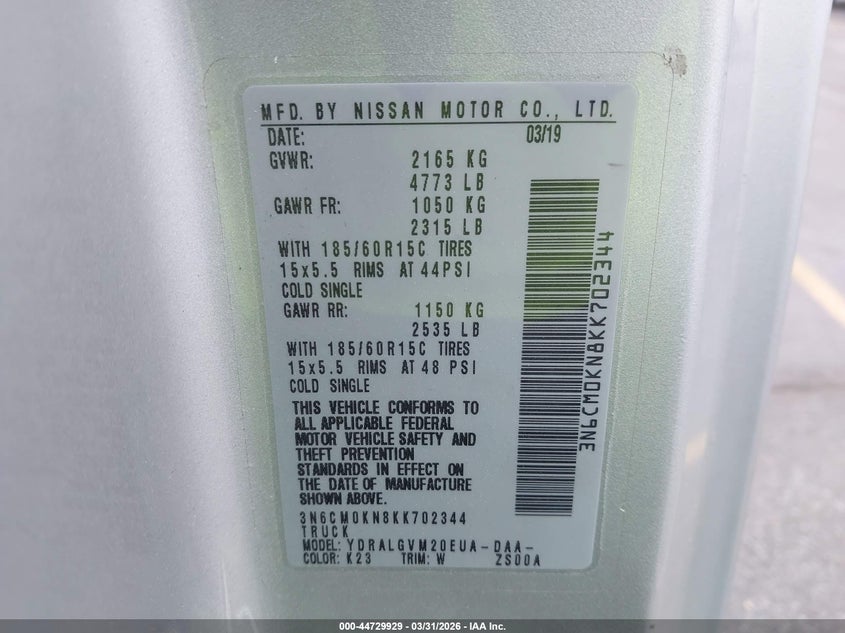 MFD. BY NISSAN MOTOR CO., LTD.
DATE: 03/19
GVWR: 2165 KG
4773 LB
GAWR FR: 1050 KG
2315 LB
WITH 185/60R15C TIRES
15x5.5 RIMS AT 44PSI
COLD SINGLE
GAWR RR: 1150 KG
2535 LB
WITH 185/60R15C TIRES
15x5.5 RIMS AT 48 PSI
COLD SINGLE
THIS VEHICLE CONFORMS TO
ALL APPLICABLE FEDERAL
MOTOR VEHICLE SAFETY AND
THEFT PREVENTION
STANDARDS IN EFFECT ON
THE DATE OF MANUFACTURE
SHOWN ABOVE.
3N6CM0KN8KK702344
TRUCK
MODEL: YDRALGVM20EUA-DAA-
COLOR: K23 TRIM: W ZS00A
3N6CM0KN8KK702344
000-44729929 - 03/31/2026 - IAA Inc.